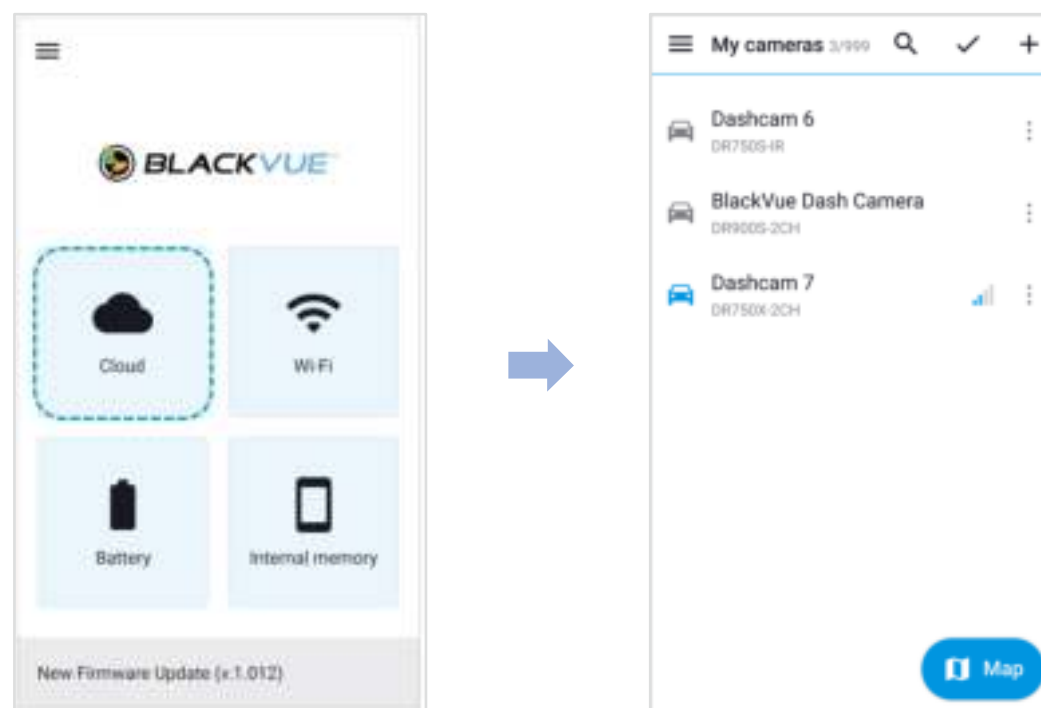 BLACKVUE
Cloud
Wi-Fi
Battery
Internal memory
New Firmware Update (v.1.012)
My cameras 3/999
Dashcam 6
DR750S-IR
BlackVue Dash Camera
DR900S-2CH
Dashcam 7
DR750X-2CH
Map